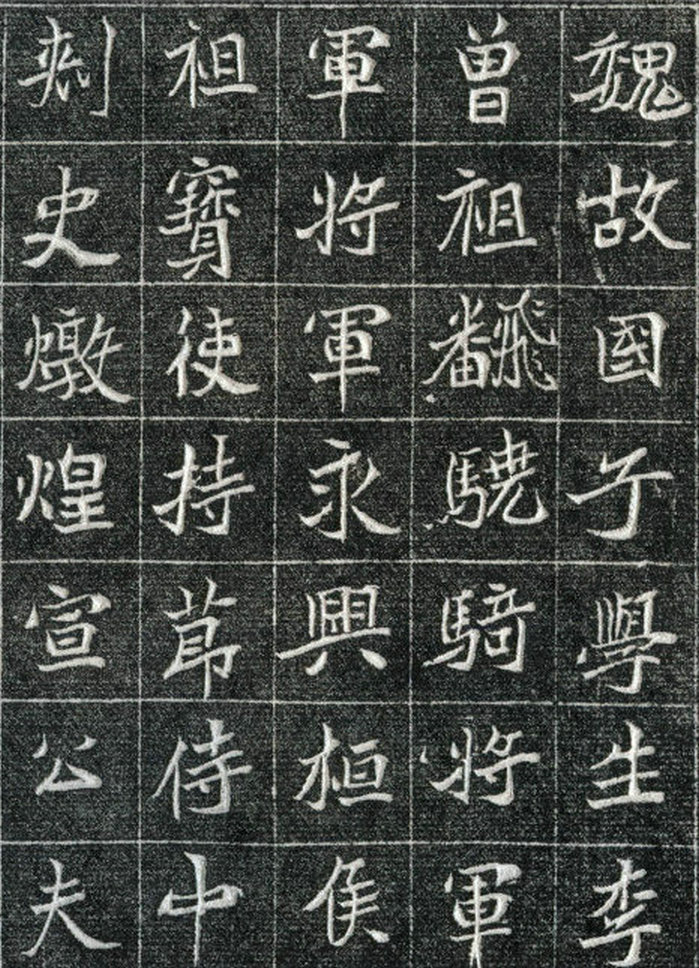 魏故國子學生李
曾祖翻驍騎將軍
軍將軍永興桓侯
祖寶使持節侍中
刺史燉煌宣公夫